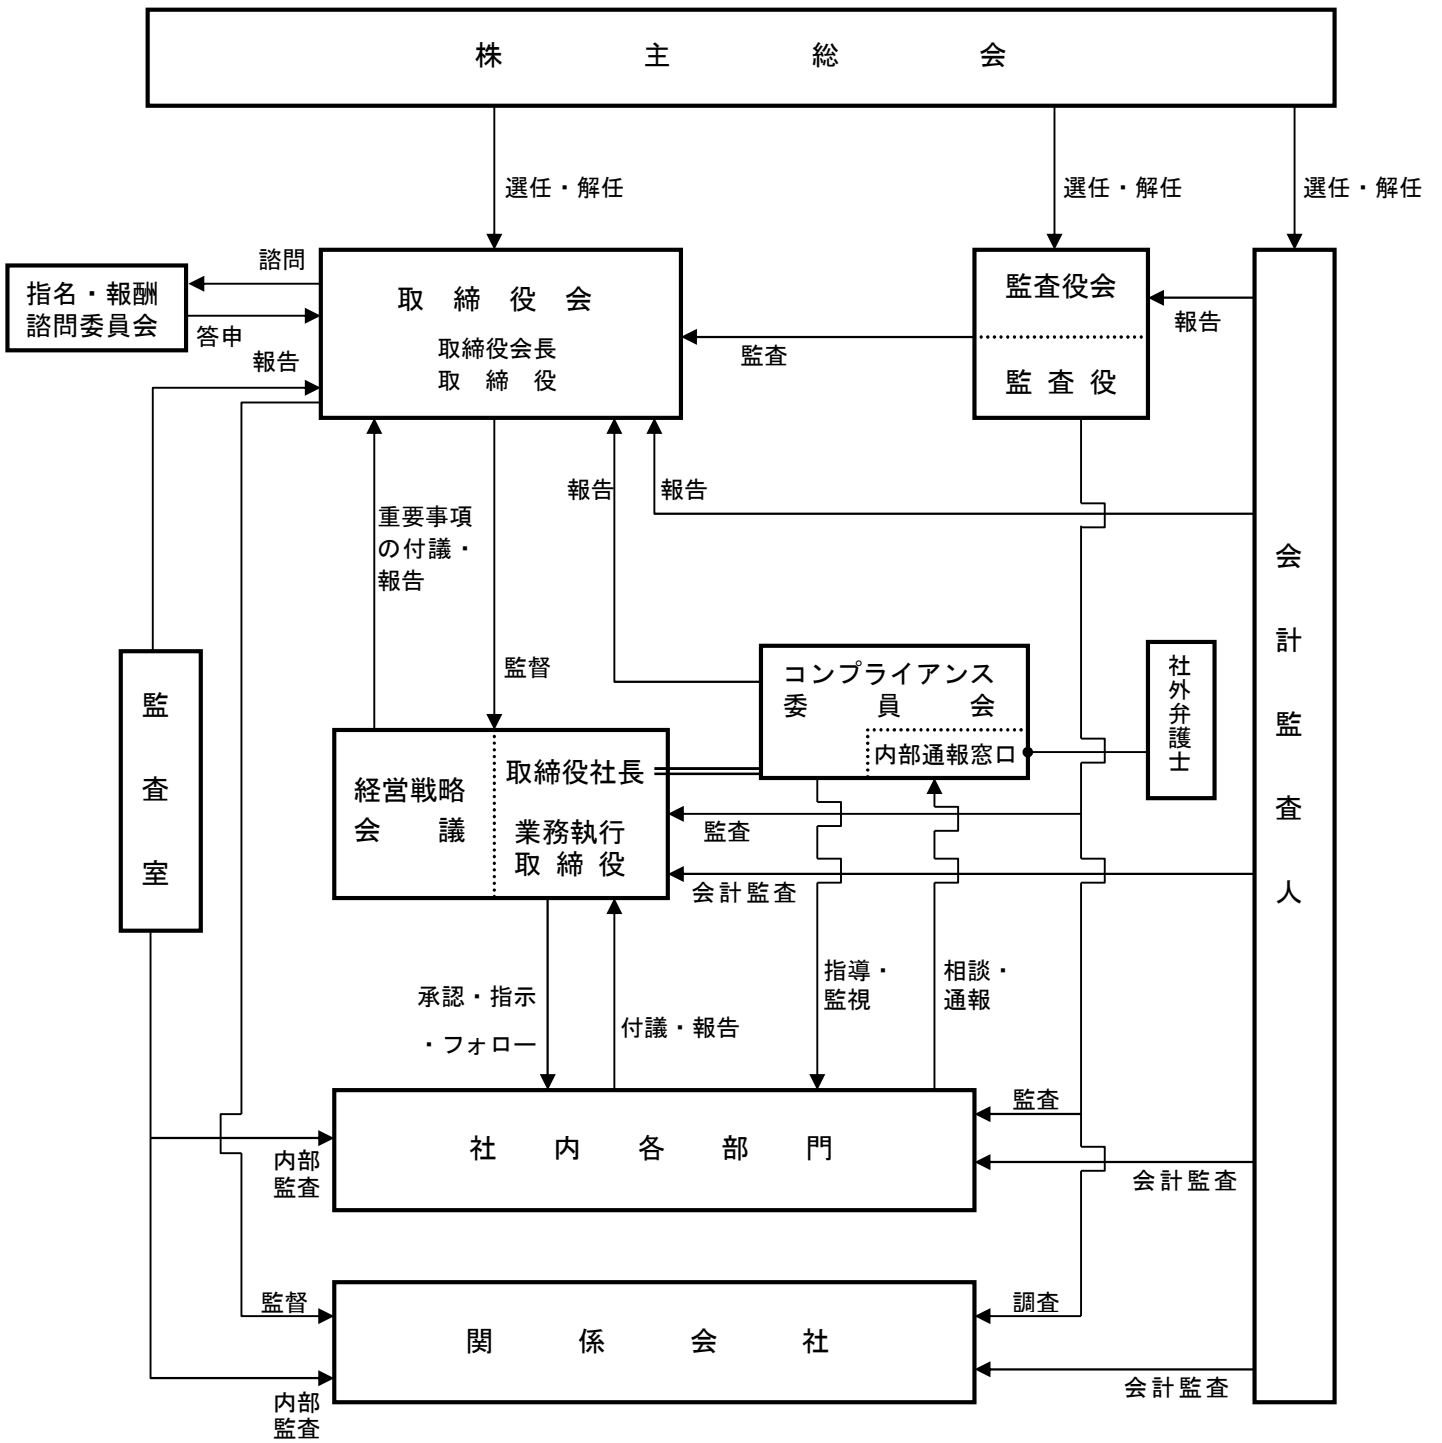 株主総会
選任・解任
選任・解任
選任・解任
諮問
指名・報酬
諮問委員会
答申
報告
取締役会
取締役会長
取締役
監査
監査役会
監査役
報告
報告
報告
重要事項
の付議・
報告
監督
会計監査人
監査室
コンプライアンス
委員会
内部通報窓口
社外弁護士
経営戦略
会議
取締役社長
業務執行
取締役
監査
会計監査
指導・
監視
相談・
通報
承認・指示
・フォロー
付議・報告
社内各部門
監査
会計監査
内部
監査
監督
関係会社
調査
会計監査
内部
監査